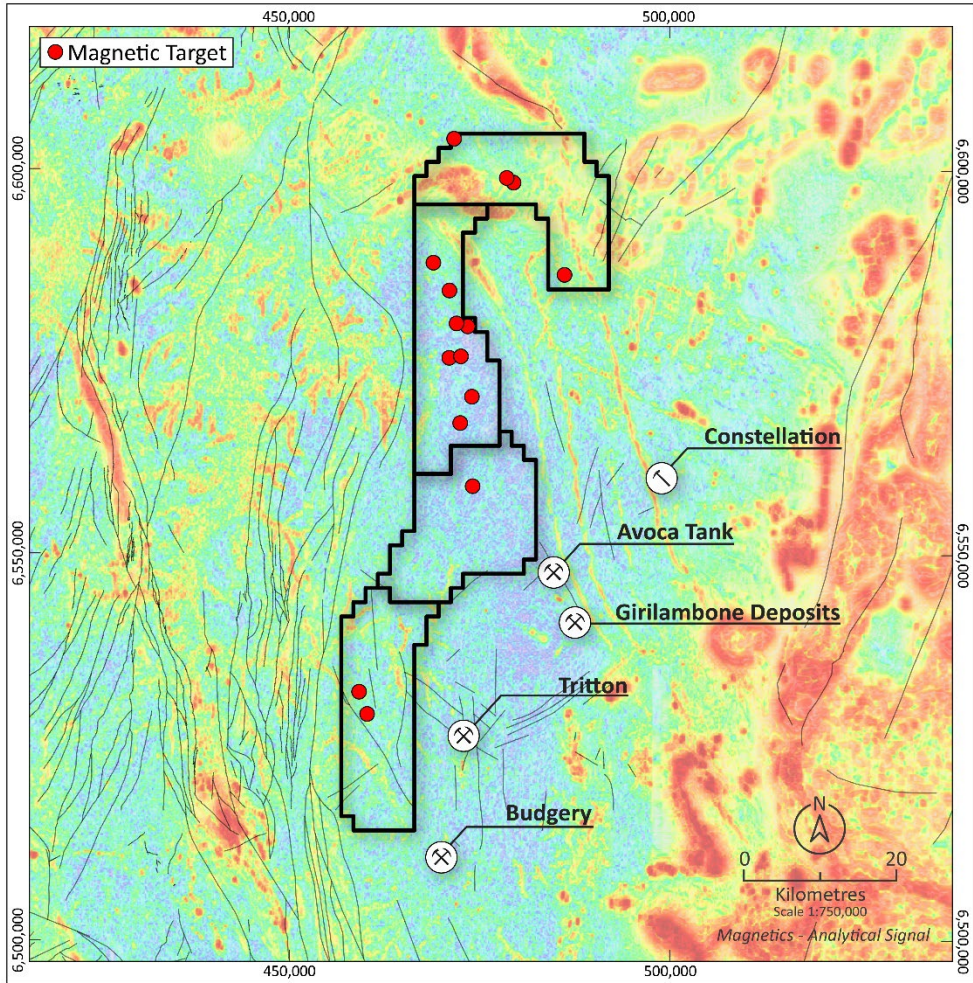 450,000
500,000
Magnetic Target
6,600,000
6,600,000
Constellation
Avoca Tank
6,550,000
6,550,000
Girilambone Deposits
Tritton
Budgery
N
0 20
Kilometres
Scale 1:750,000
Magnetics - Analytical Signal
6,500,000
6,500,000
450,000
500,000